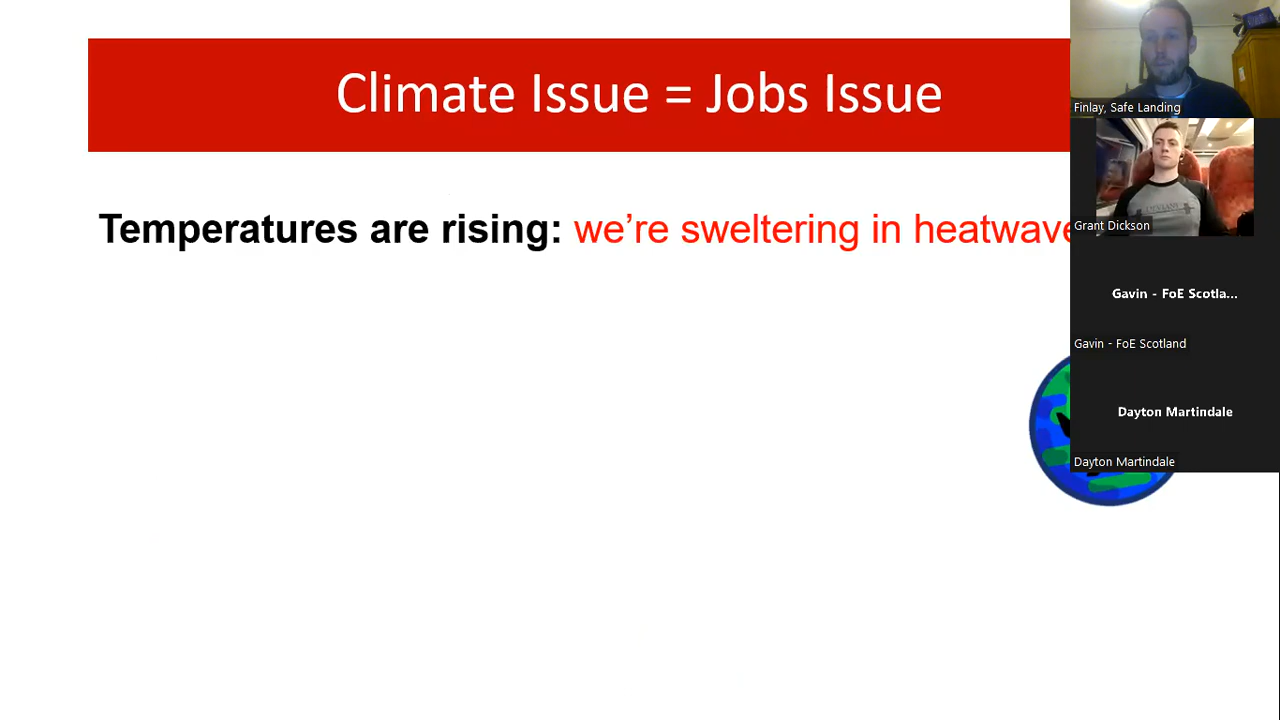 Climate Issue = Jobs Issue
Temperatures are rising: we’re sweltering in heatwave
Finlay, Safe Landing
Grant Dickson
Gavin - FoE Scotla...
Gavin - FoE Scotland
Dayton Martindale
Dayton Martindale